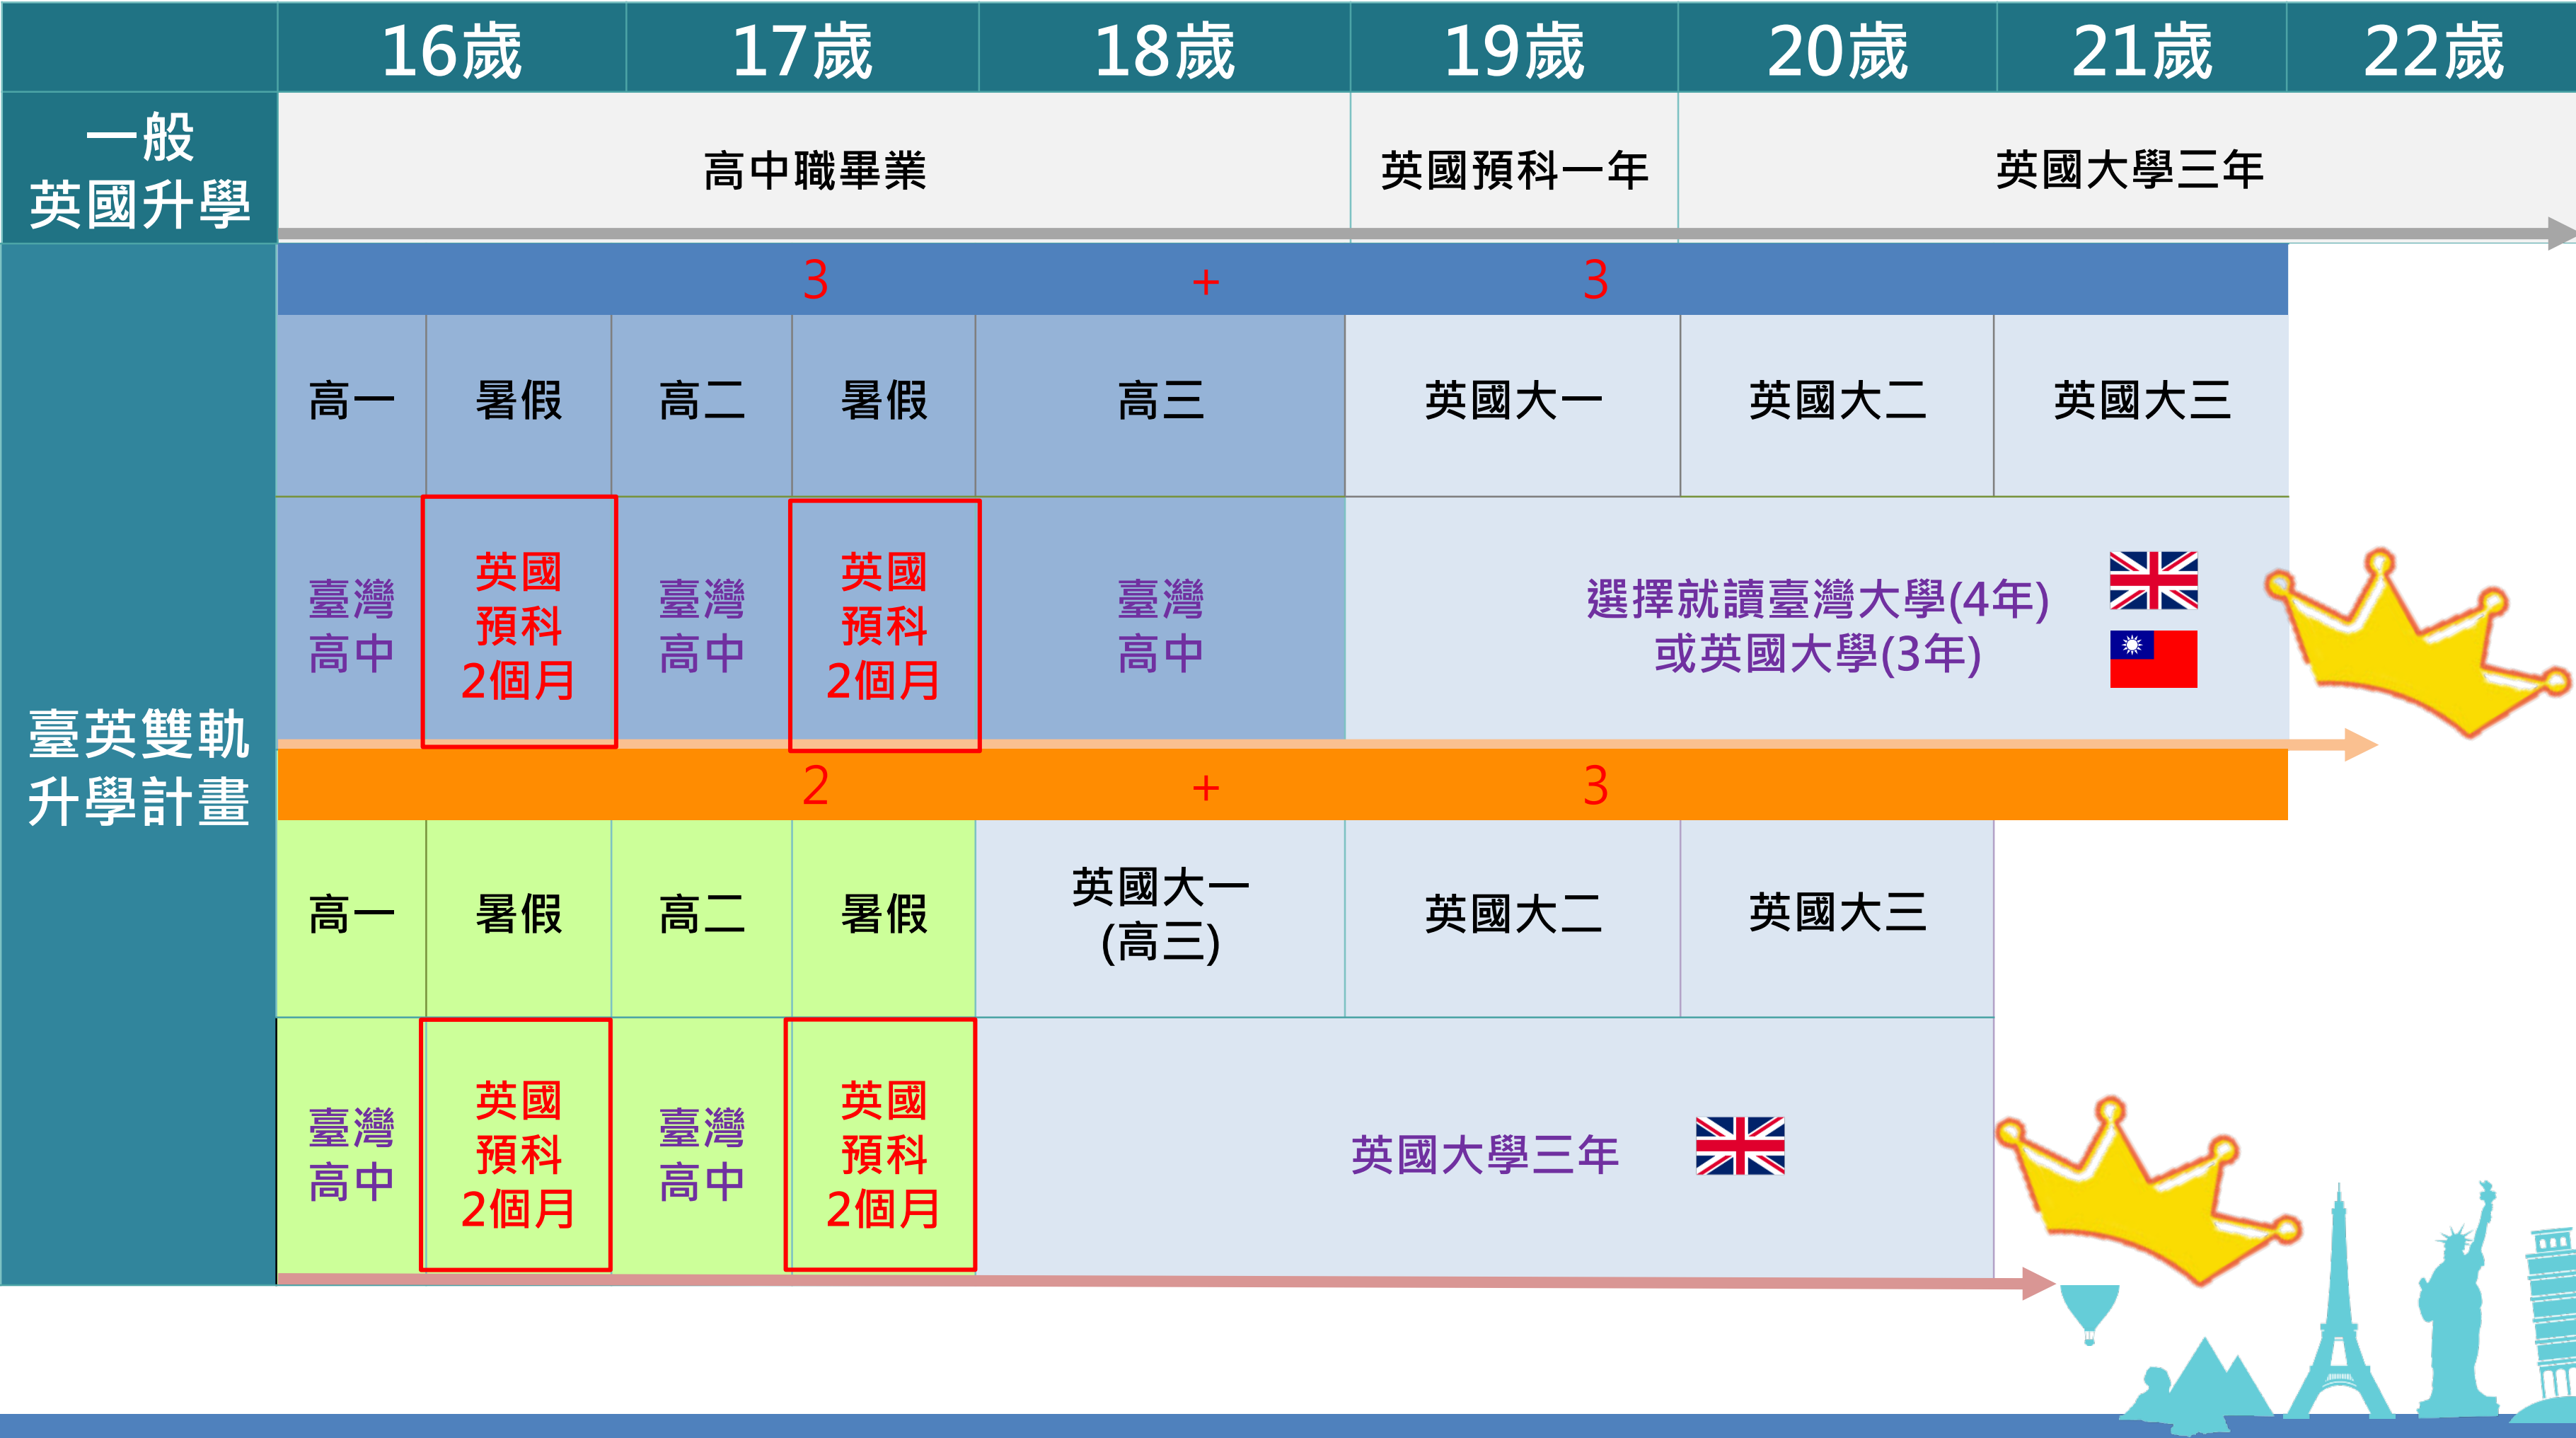 16歲 17歲 18歲 19歲 20歲 21歲 22歲
一般
英國升學
高中職畢業 英國預科一年 英國大學三年
臺英雙軌
升學計畫
3 + 3
高一 暑假 高二 暑假 高三 英國大一 英國大二 英國大三
臺灣
高中
英國
預科
2個月
臺灣
高中
英國
預科
2個月
臺灣
高中
選擇就讀臺灣大學(4年)
或英國大學(3年)
2 + 3
高一 暑假 高二 暑假
英國大一
(高三)
英國大二 英國大三
臺灣
高中
英國
預科
2個月
臺灣
高中
英國
預科
2個月
英國大學三年